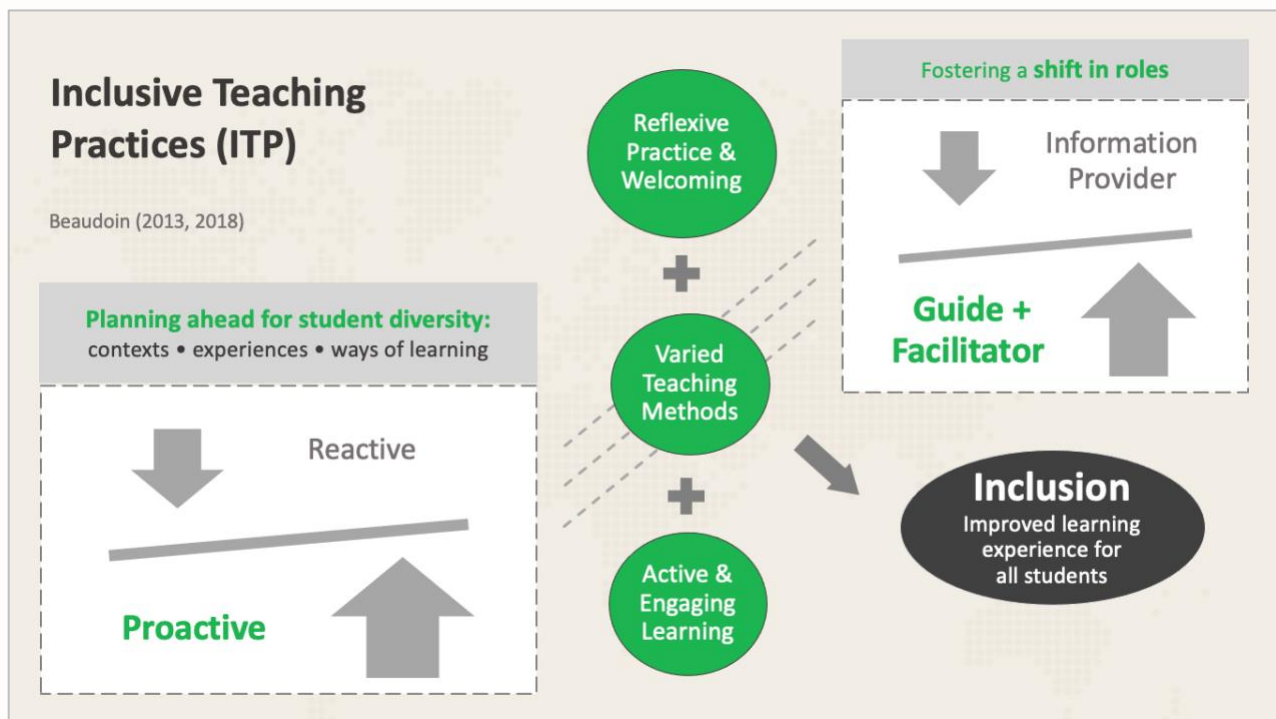 Inclusive Teaching
Practices (ITP)
Beaudoin (2013, 2018)
Planning ahead for student diversity:
contexts • experiences • ways of learning
Reactive
Proactive
Reflexive
Practice &
Welcoming
Varied
Teaching
Methods
Active &
Engaging
Learning
Fostering a shift in roles
Information
Provider
Guide +
Facilitator
Inclusion
Improved learning
experience for
all students